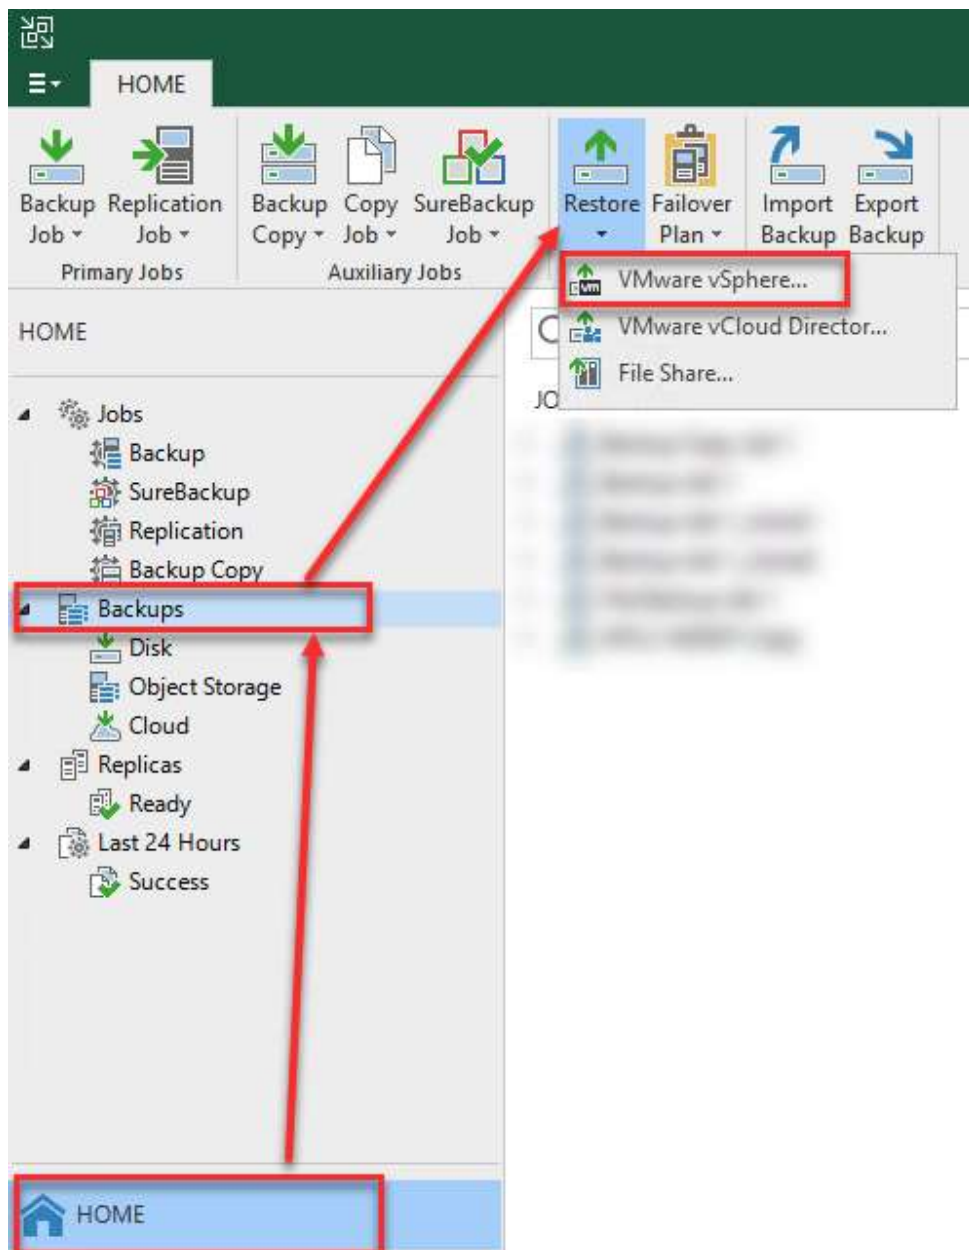 HOME
Backup Job
Replication Job
Primary Jobs
Backup Copy
Copy Job
SureBackup Job
Auxiliary Jobs
Restore
Failover Plan
Import Backup
Export Backup
VMware vSphere...
VMware vCloud Director...
File Share...
HOME
JO
Jobs
Backup
SureBackup
Replication
Backup Copy
Backups
Disk
Object Storage
Cloud
Replicas
Ready
Last 24 Hours
Success
HOME